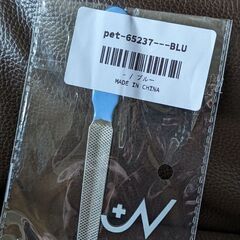 pet-65237---BLU
- / ブルー
MADE IN CHINA